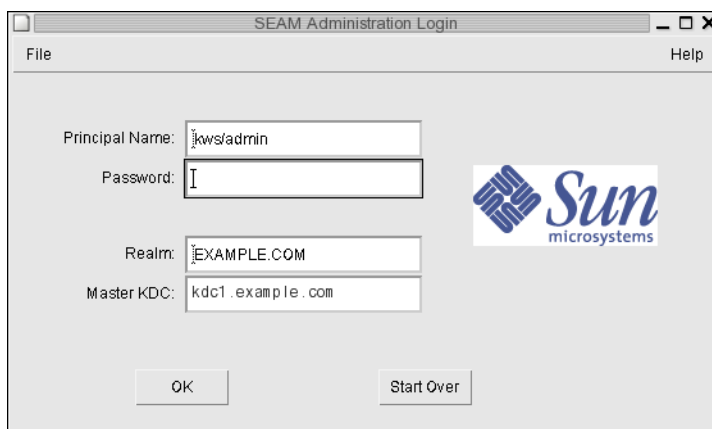 SEAM Administration Login
File Help
Principal Name: kws/admin
Password:
Sun
microsystems
Realm: EXAMPLE.COM
Master KDC: kdc1.example.com
OK Start Over